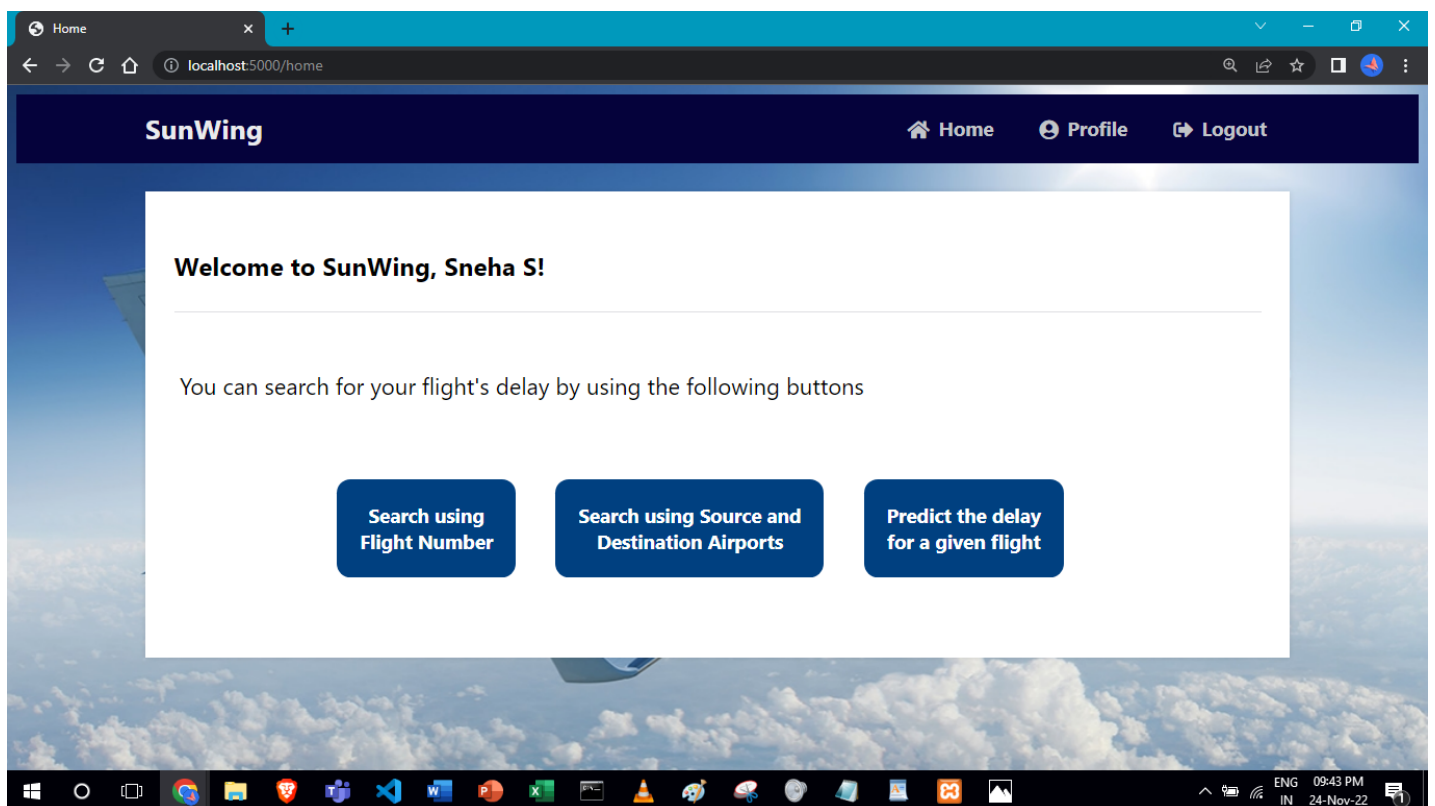 Home
localhost:5000/home
SunWing
Home Profile Logout
Welcome to SunWing, Sneha S!
You can search for your flight's delay by using the following buttons
Search using
Flight Number
Search using Source and
Destination Airports
Predict the delay
for a given flight
ENG 09:43 PM
IN 24-Nov-22
1